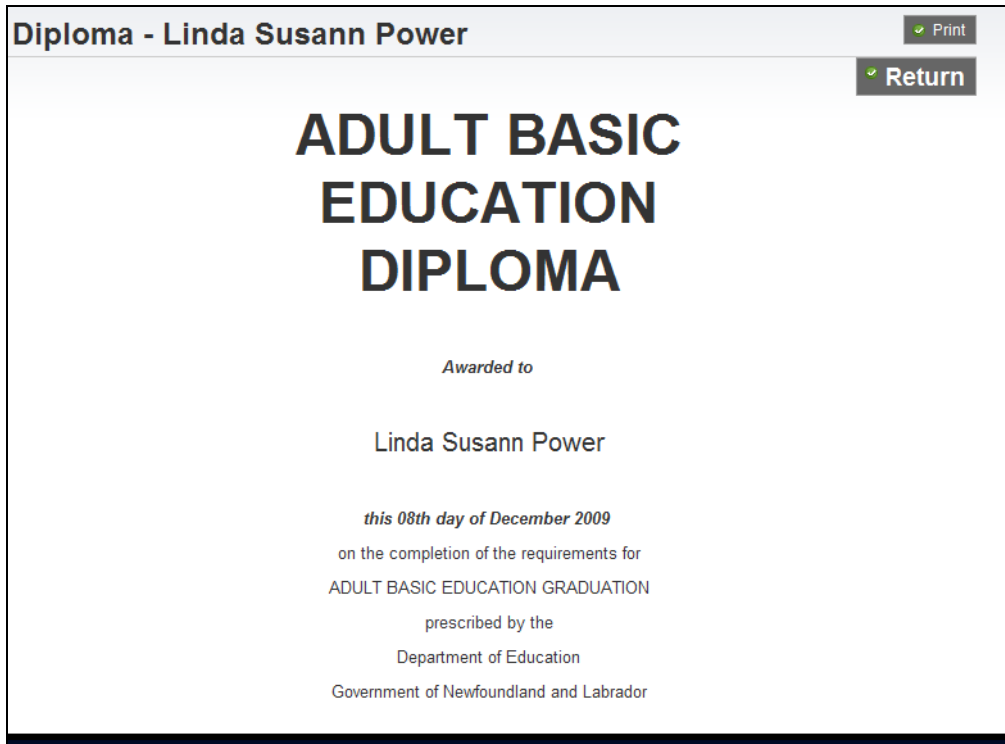 Diploma - Linda Susann Power
Print
Return
ADULT BASIC
EDUCATION
DIPLOMA
Awarded to
Linda Susann Power
this 08th day of December 2009
on the completion of the requirements for
ADULT BASIC EDUCATION GRADUATION
prescribed by the
Department of Education
Government of Newfoundland and Labrador